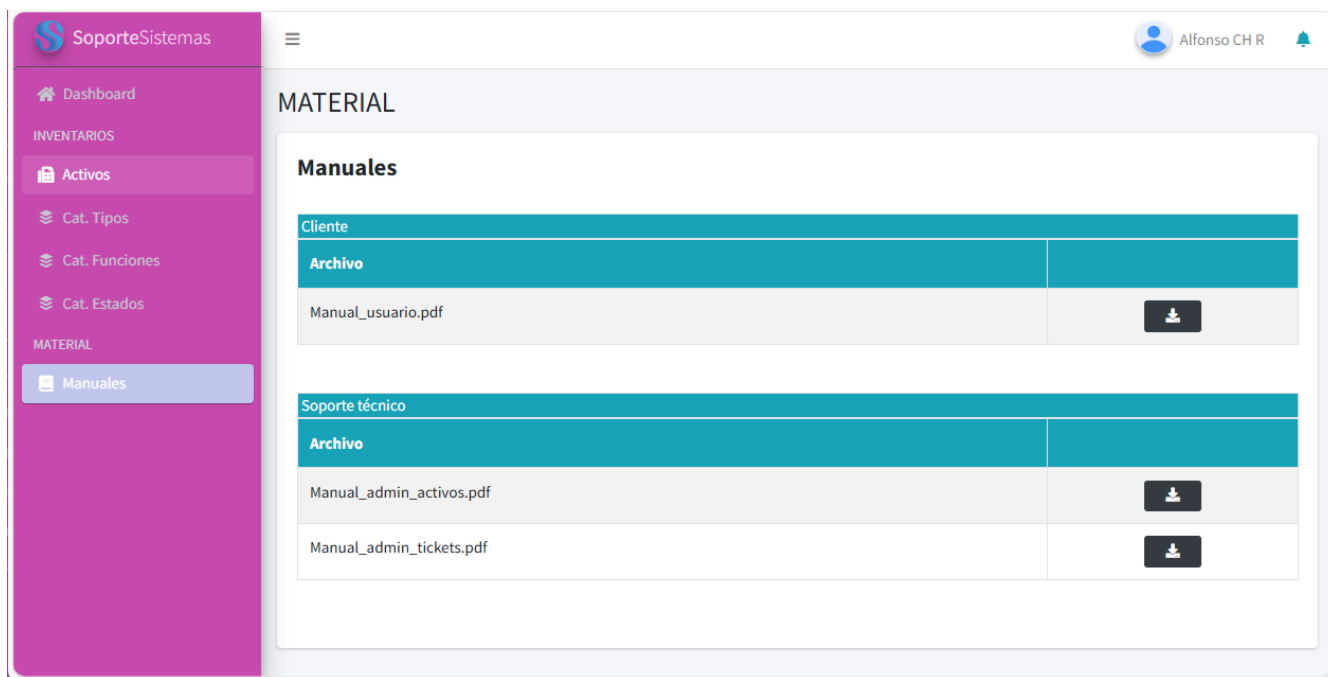 SoporteSistemas
Alfonso CH R
Dashboard
INVENTARIOS
Activos
Cat. Tipos
Cat. Funciones
Cat. Estados
MATERIAL
Manuales
MATERIAL
Manuales
Cliente
Archivo
Manual_usuario.pdf
Soporte técnico
Archivo
Manual_admin_activos.pdf
Manual_admin_tickets.pdf